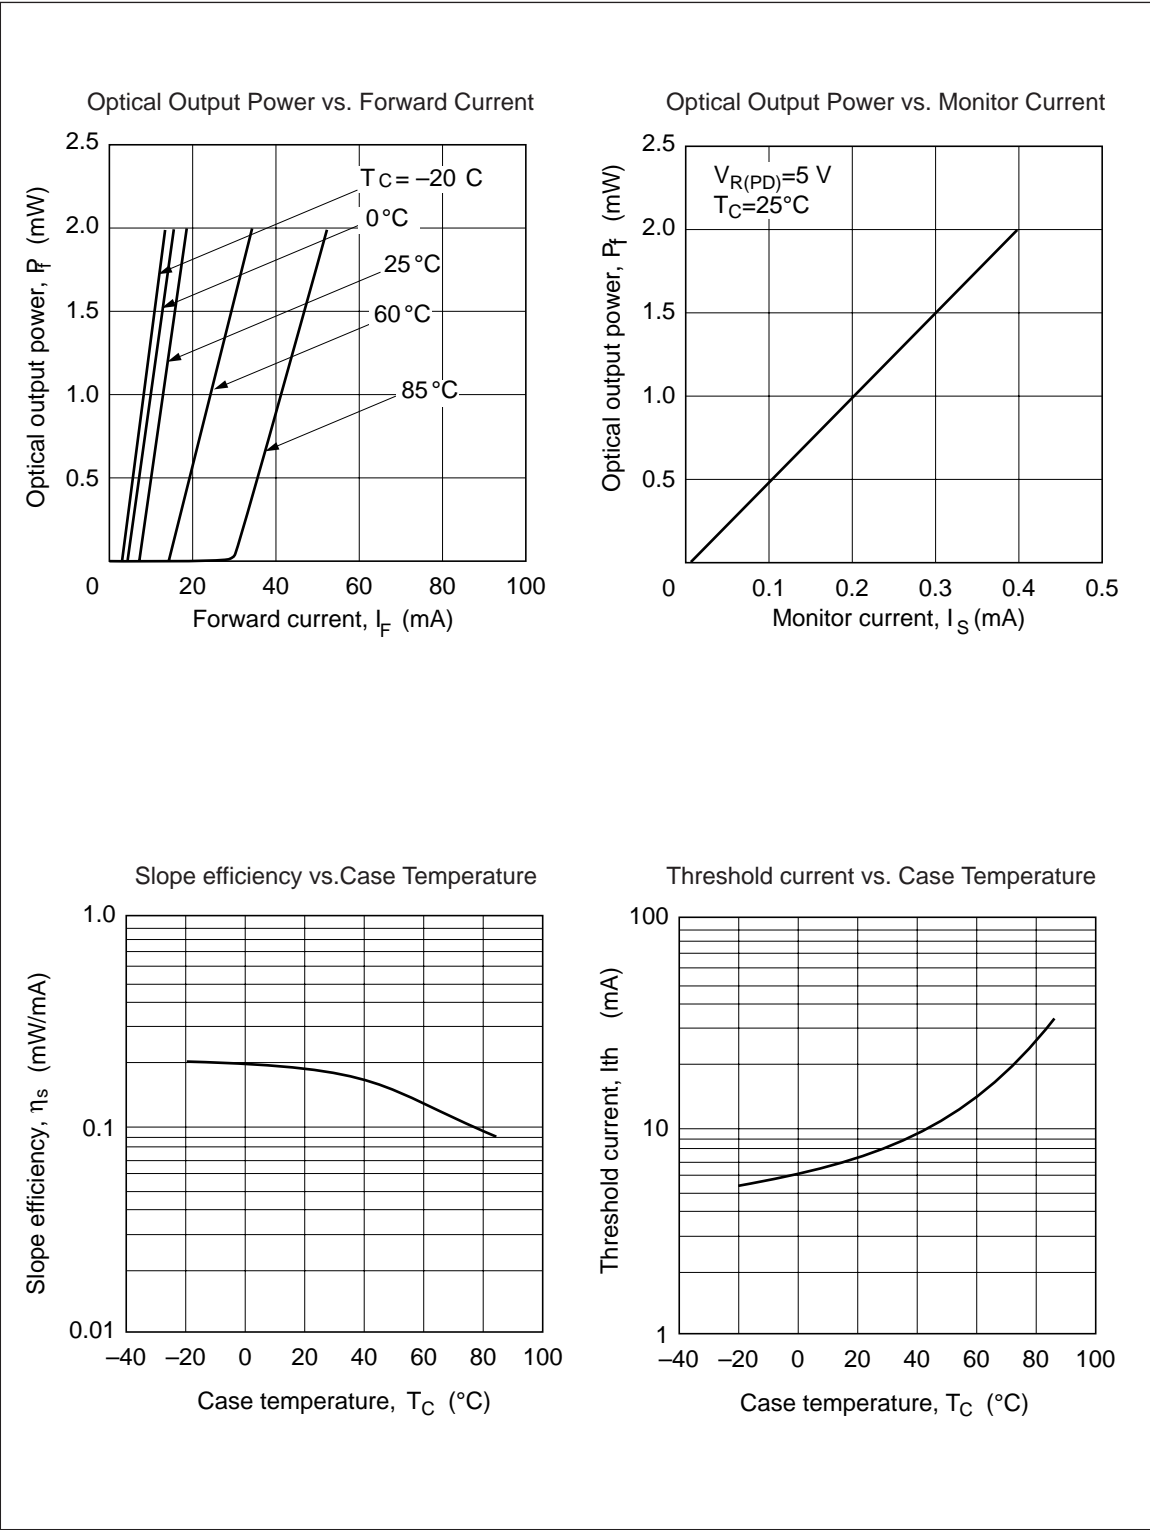 Optical Output Power vs. Forward Current
2.5
2.0
1.5
1.0
0.5
0
20
40
60
80
100
TC = –20 C
0°C
25°C
60°C
85°C
Optical output power, Pf (mW)
Forward current, IF (mA)
Optical Output Power vs. Monitor Current
2.5
2.0
1.5
1.0
0.5
0
0.1
0.2
0.3
0.4
0.5
VR(PD)=5 V
TC=25°C
Optical output power, Pf (mW)
Monitor current, IS (mA)
Slope efficiency vs.Case Temperature
1.0
0.1
0.01
–40
–20
0
20
40
60
80
100
Slope efficiency, ηs (mW/mA)
Case temperature, TC (°C)
Threshold current vs. Case Temperature
100
10
1
–40
–20
0
20
40
60
80
100
Threshold current, Ith (mA)
Case temperature, TC (°C)